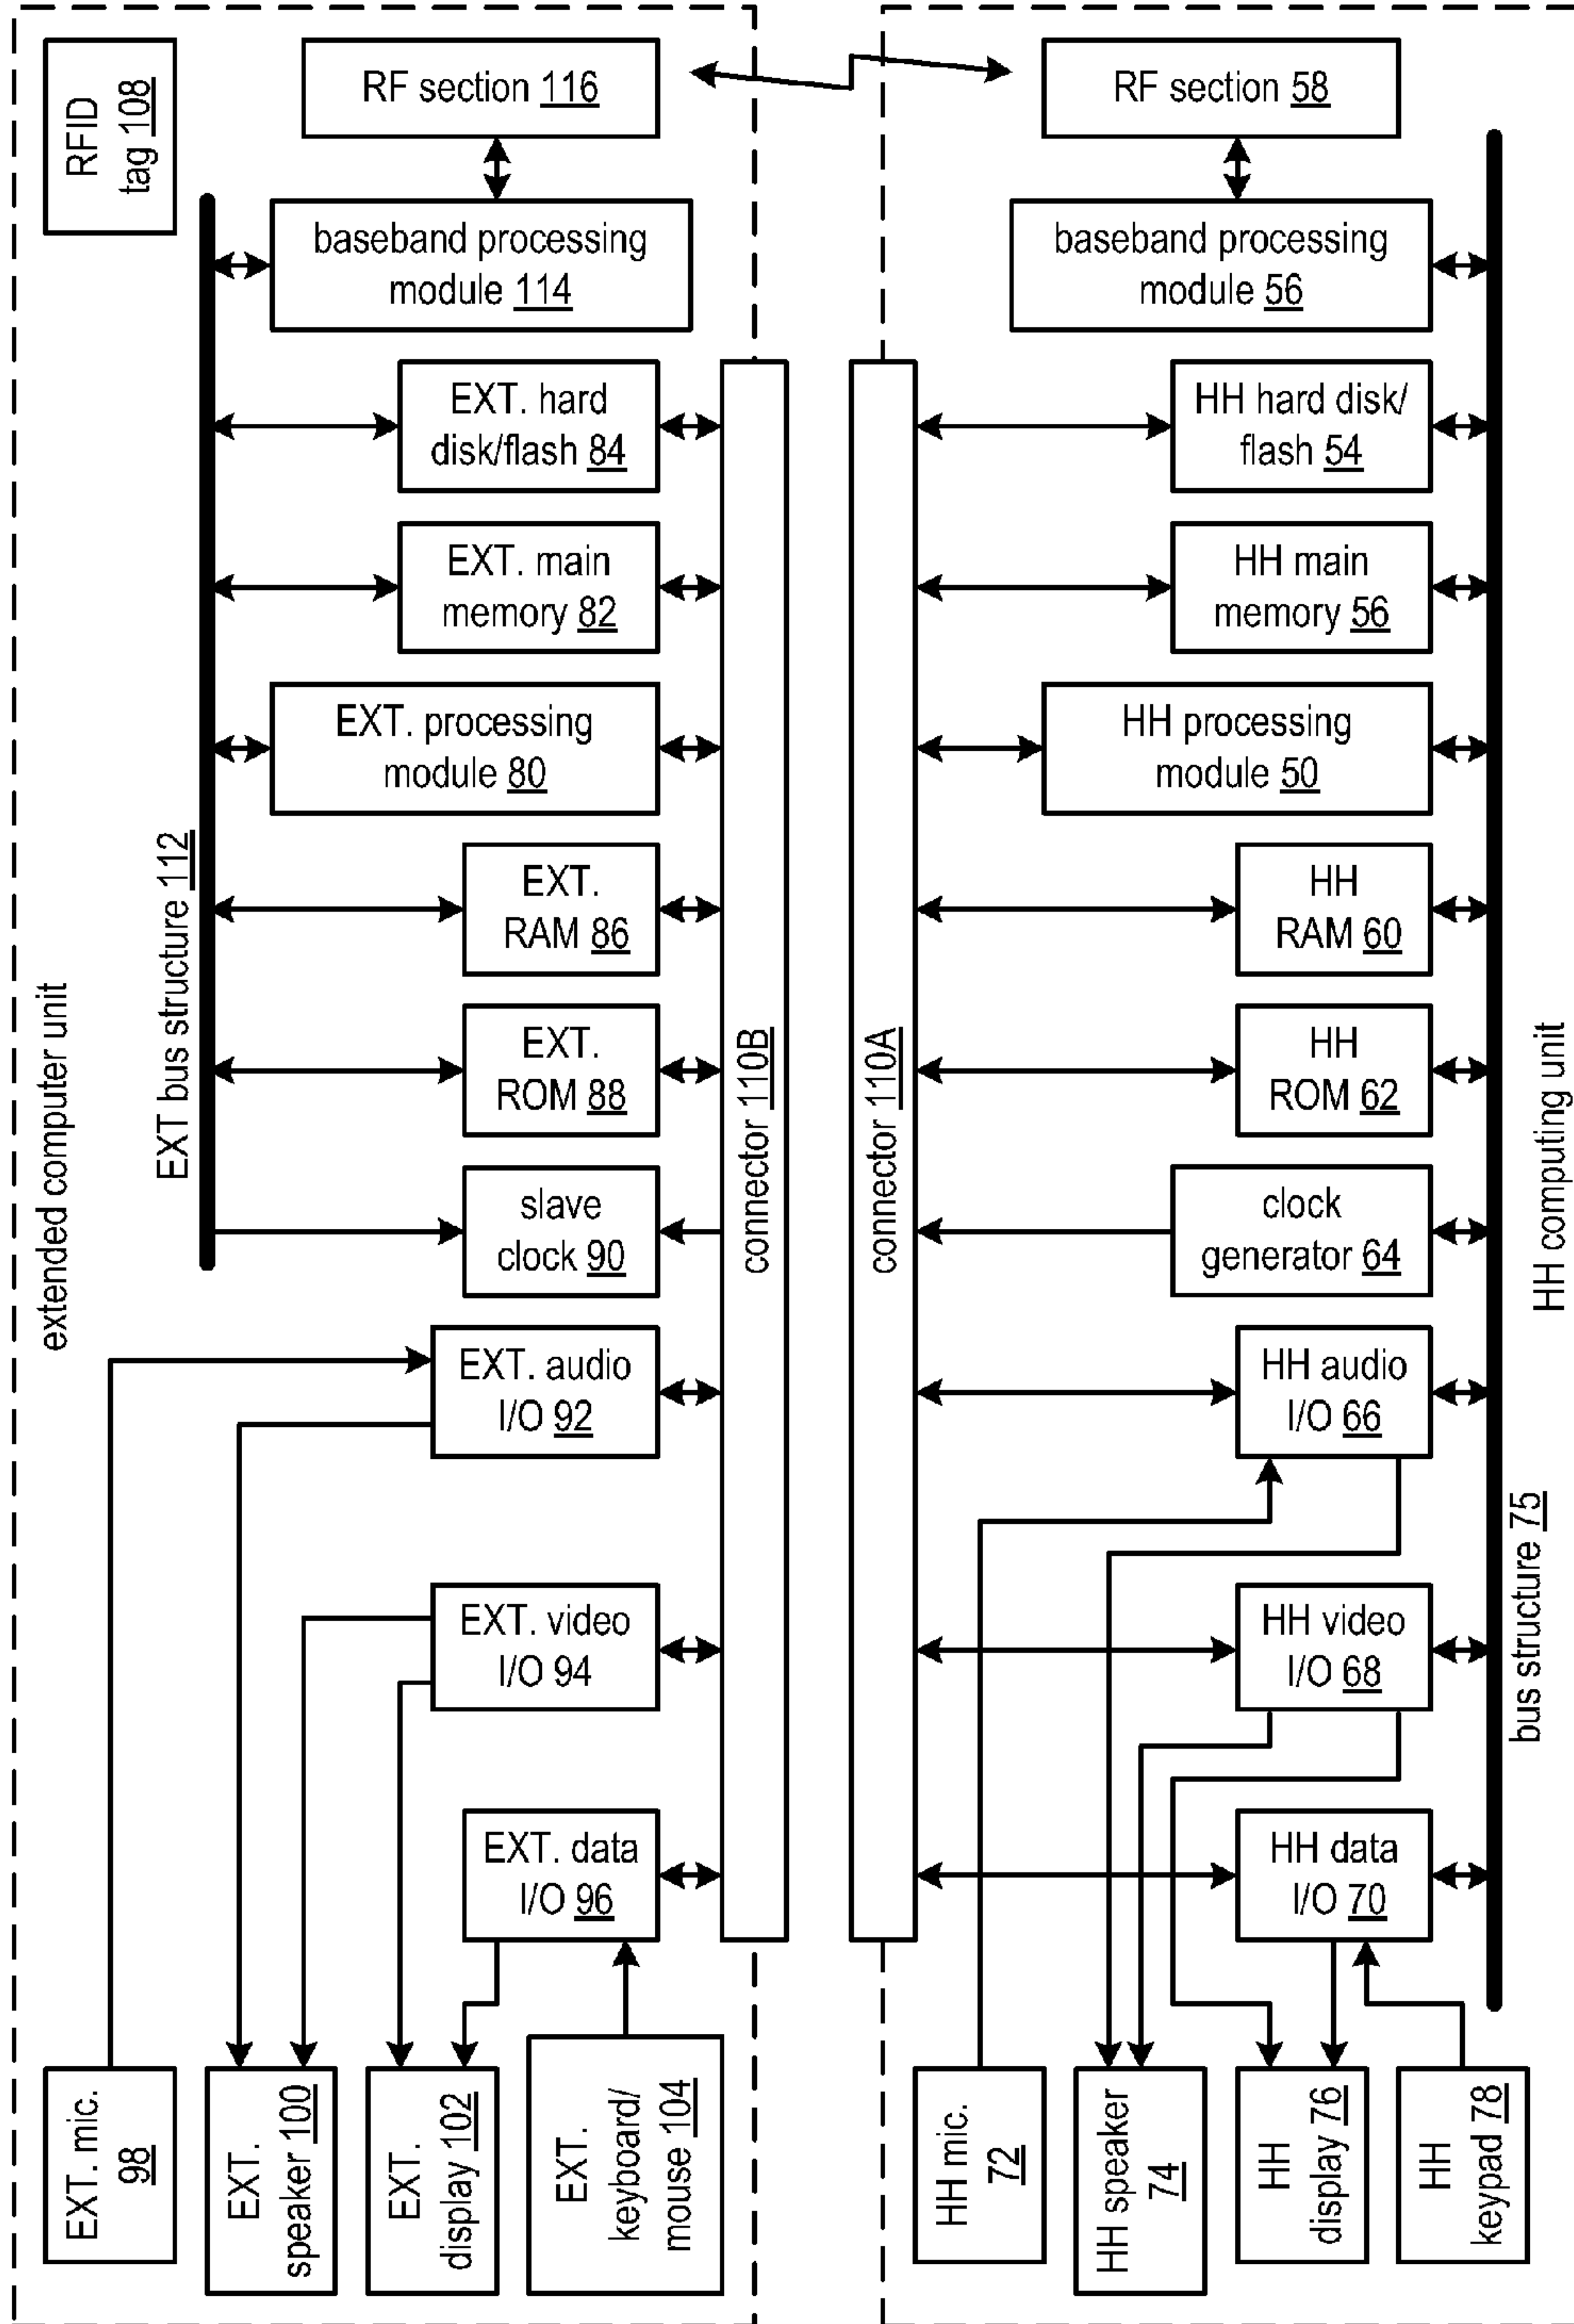 RFID
tag 108
RF section 116
RF section 58
baseband processing
module 114
baseband processing
module 56
EXT. hard
disk/flash 84
HH hard disk/
flash 54
EXT. main
memory 82
HH main
memory 56
EXT. processing
module 80
HH processing
module 50
EXT bus structure 112
EXT.
RAM 86
HH
RAM 60
extended computer unit
EXT.
ROM 88
connector 110B
connector 110A
HH
ROM 62
HH computing unit
slave
clock 90
clock
generator 64
EXT. audio
I/O 92
HH audio
I/O 66
bus structure 75
EXT. video
I/O 94
HH video
I/O 68
EXT. data
I/O 96
HH data
I/O 70
EXT. mic.
98
EXT.
speaker 100
EXT.
display 102
EXT.
keyboard/
mouse 104
HH mic.
72
HH speaker
74
HH
display 76
HH
keypad 78